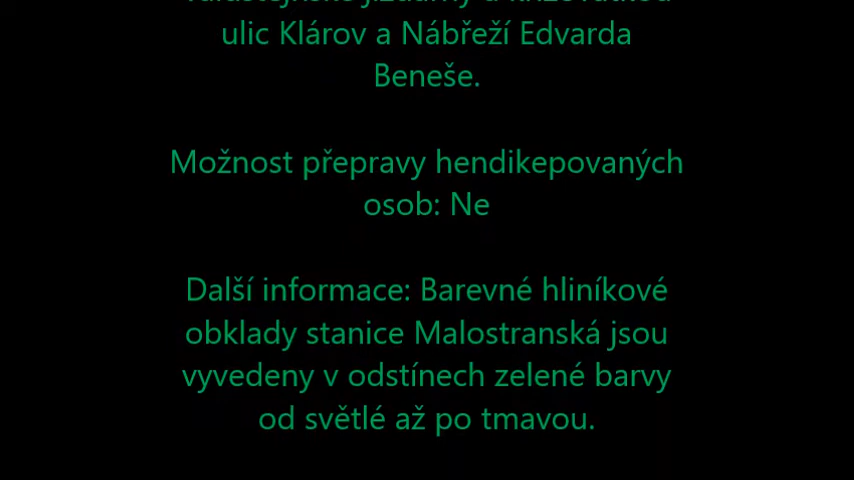 ulic Klárov a Nábřeží Edvarda
Beneše.
Možnost přepravy hendikepovaných
osob: Ne
Další informace: Barevné hliníkové
obklady stanice Malostranská jsou
vyvedeny v odstínech zelené barvy
od světlé až po tmavou.